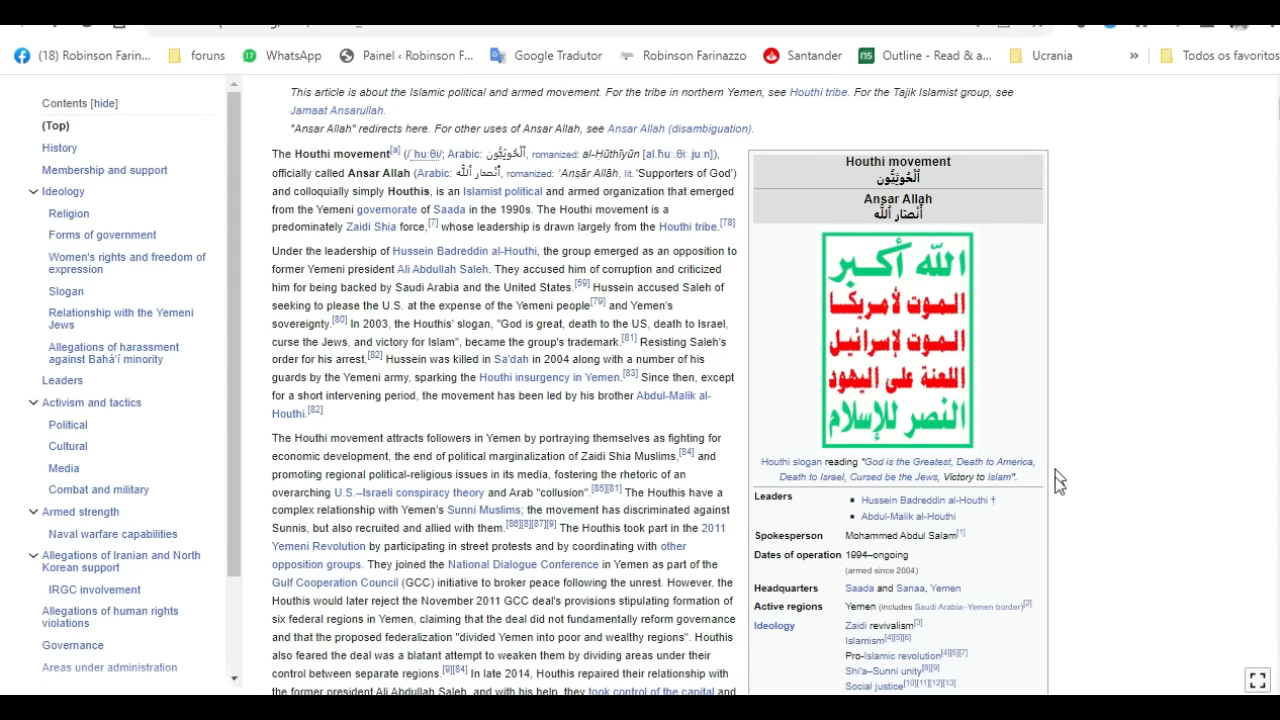 (18) Robinson Farin...
foruns
WhatsApp
Painel ‹ Robinson F...
Google Tradutor
Robinson Farinazzo
Santander
Outline - Read & a...
Ucrania
»
Todos os favoritos
Contents [hide]
(Top)
History
Membership and support
Ideology
Religion
Forms of government
Women's rights and freedom of
expression
Slogan
Relationship with the Yemeni
Jews
Allegations of harassment
against Bahá'í minority
Leaders
Activism and tactics
Political
Cultural
Media
Combat and military
Armed strength
Naval warfare capabilities
Allegations of Iranian and North
Korean support
IRGC involvement
Allegations of human rights
violations
Governance
Areas under administration
This article is about the Islamic political and armed movement. For the tribe in northern Yemen, see Houthi tribe. For the Tajik Islamist group, see
Jamaat Ansarullah.
"Ansar Allah" redirects here. For other uses of Ansar Allah, see Ansar Allah (disambiguation).
The Houthi movement[a] (/ˈhuːθi/; Arabic: ٱلْحُوثِيُّون, romanized: al-Ḥūthīyūn [al.ħuː.θiː.juːn]),
officially called Ansar Allah (Arabic: أَنْصَار ٱللَّٰه, romanized: ʾAnṣār Allāh, lit. 'Supporters of God')
and colloquially simply Houthis, is an Islamist political and armed organization that emerged
from the Yemeni governorate of Saada in the 1990s. The Houthi movement is a
predominately Zaidi Shia force,[7] whose leadership is drawn largely from the Houthi tribe.[78]
Under the leadership of Hussein Badreddin al-Houthi, the group emerged as an opposition to
former Yemeni president Ali Abdullah Saleh. They accused him of corruption and criticized
him for being backed by Saudi Arabia and the United States.[59] Hussein accused Saleh of
seeking to please the U.S. at the expense of the Yemeni people[79] and Yemen's
sovereignty.[80] In 2003, the Houthis' slogan, "God is great, death to the US, death to Israel,
curse the Jews, and victory for Islam", became the group's trademark.[81] Resisting Saleh's
order for his arrest,[82] Hussein was killed in Sa'dah in 2004 along with a number of his
guards by the Yemeni army, sparking the Houthi insurgency in Yemen.[83] Since then, except
for a short intervening period, the movement has been led by his brother Abdul-Malik al-
Houthi.[82]
The Houthi movement attracts followers in Yemen by portraying themselves as fighting for
economic development, the end of political marginalization of Zaidi Shia Muslims,[84] and
promoting regional political-religious issues in its media, fostering the rhetoric of an
overarching U.S.–Israeli conspiracy theory and Arab "collusion".[85][81] The Houthis have a
complex relationship with Yemen's Sunni Muslims; the movement has discriminated against
Sunnis, but also recruited and allied with them.[86][8][87][9] The Houthis took part in the 2011
Yemeni Revolution by participating in street protests and by coordinating with other
opposition groups. They joined the National Dialogue Conference in Yemen as part of the
Gulf Cooperation Council (GCC) initiative to broker peace following the unrest. However, the
Houthis would later reject the November 2011 GCC deal's provisions stipulating formation of
six federal regions in Yemen, claiming that the deal did not fundamentally reform governance
and that the proposed federalization "divided Yemen into poor and wealthy regions". Houthis
also feared the deal was a blatant attempt to weaken them by dividing areas under their
control between separate regions.[9][84] In late 2014, Houthis repaired their relationship with
the former president Ali Abdullah Saleh, and with his help, they took control of the capital and
Houthi movement
ٱلْحُوثِيُّون
Ansar Allah
أَنْصَار ٱللَّٰه
الله أكبر
الموت لأمريكا
الموت لإسرائيل
اللعنة على اليهود
النصر للإسلام
Houthi slogan reading "God is the Greatest, Death to America,
Death to Israel, Cursed be the Jews, Victory to Islam".
Leaders
Hussein Badreddin al-Houthi †
Abdul-Malik al-Houthi
Spokesperson Mohammed Abdul Salam[1]
Dates of operation 1994–ongoing
(armed since 2004)
Headquarters Saada and Sanaa, Yemen
Active regions Yemen (includes Saudi Arabia–Yemen border)[2]
Ideology Zaidi revivalism[3]
Islamism[4][5][6]
Pro-Islamic revolution[4][5][7]
Shi'a–Sunni unity[8][9]
Social justice[10][11][12][13]